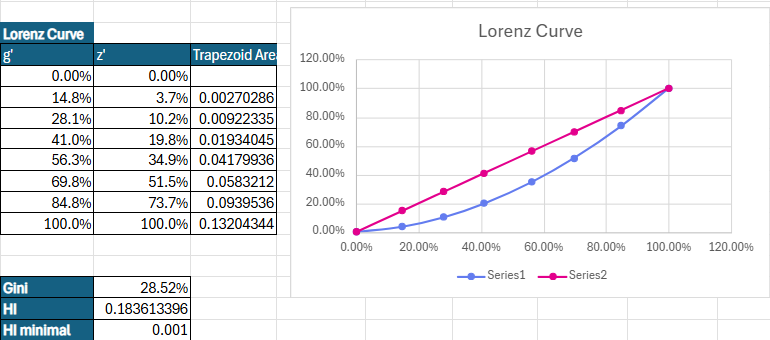 Lorenz Curve
g' z' Trapezoid Area
0.00% 0.00%
14.8% 3.7% 0.00270286
28.1% 10.2% 0.00922335
41.0% 19.8% 0.01934045
56.3% 34.9% 0.04179936
69.8% 51.5% 0.0583212
84.8% 73.7% 0.0939536
100.0% 100.0% 0.13204344
Gini 28.52%
HI 0.183613396
HI minimal 0.001
Lorenz Curve
120.00%
100.00%
80.00%
60.00%
40.00%
20.00%
0.00%
0.00% 20.00% 40.00% 60.00% 80.00% 100.00% 120.00%
Series1 Series2